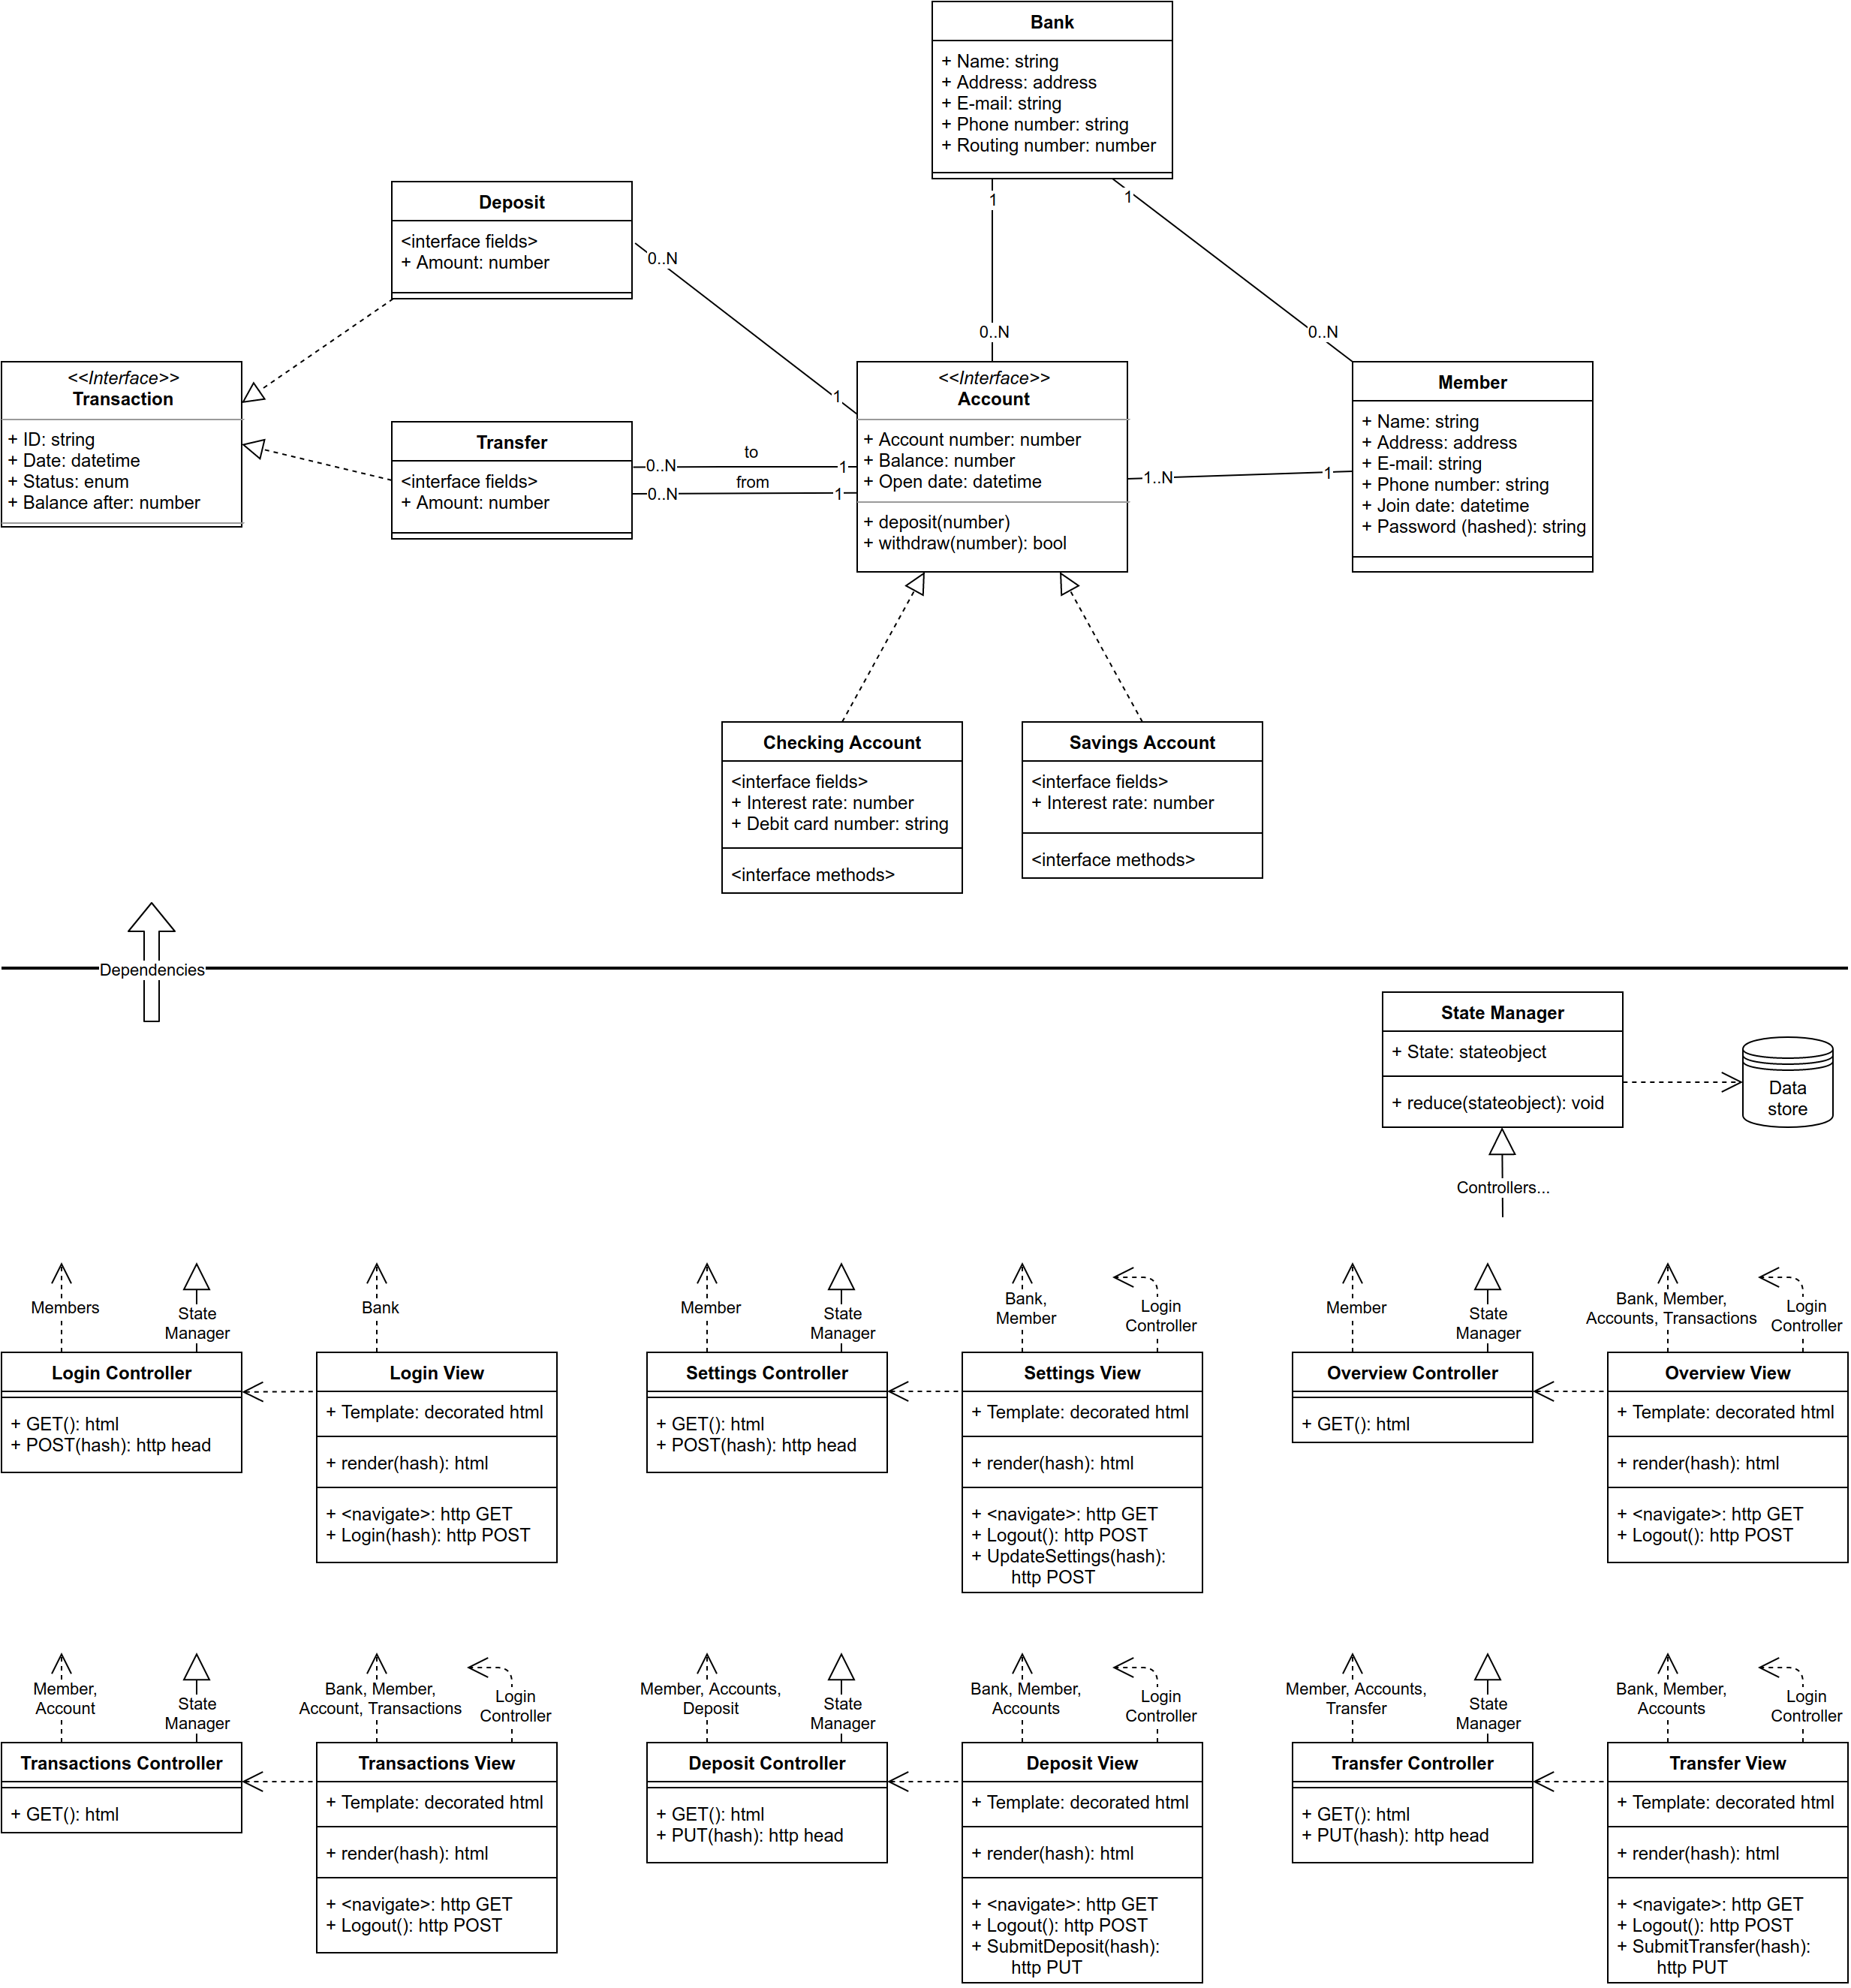 Bank
+ Name: string
+ Address: address
+ E-mail: string
+ Phone number: string
+ Routing number: number
1
1
0..N
0..N
Deposit
<interface fields>
+ Amount: number
0..N
1
<<Interface>>
Transaction
+ ID: string
+ Date: datetime
+ Status: enum
+ Balance after: number
Transfer
<interface fields>
+ Amount: number
0..N
to
1
0..N
from
1
<<Interface>>
Account
+ Account number: number
+ Balance: number
+ Open date: datetime
+ deposit(number)
+ withdraw(number): bool
1..N
1
Member
+ Name: string
+ Address: address
+ E-mail: string
+ Phone number: string
+ Join date: datetime
+ Password (hashed): string
Checking Account
<interface fields>
+ Interest rate: number
+ Debit card number: string
<interface methods>
Savings Account
<interface fields>
+ Interest rate: number
<interface methods>
Dependencies
State Manager
+ State: stateobject
+ reduce(stateobject): void
Data
store
Controllers...
Members
State
Manager
Login Controller
+ GET(): html
+ POST(hash): http head
Bank
Login View
+ Template: decorated html
+ render(hash): html
+ <navigate>: http GET
+ Login(hash): http POST
Member
State
Manager
Settings Controller
+ GET(): html
+ POST(hash): http head
Bank,
Member
Login
Controller
Settings View
+ Template: decorated html
+ render(hash): html
+ <navigate>: http GET
+ Logout(): http POST
+ UpdateSettings(hash):
http POST
Member
State
Manager
Overview Controller
+ GET(): html
Bank, Member,
Accounts, Transactions
Login
Controller
Overview View
+ Template: decorated html
+ render(hash): html
+ <navigate>: http GET
+ Logout(): http POST
Member,
Account
State
Manager
Transactions Controller
+ GET(): html
Bank, Member,
Account, Transactions
Login
Controller
Transactions View
+ Template: decorated html
+ render(hash): html
+ <navigate>: http GET
+ Logout(): http POST
Member, Accounts,
Deposit
State
Manager
Deposit Controller
+ GET(): html
+ PUT(hash): http head
Bank, Member,
Accounts
Login
Controller
Deposit View
+ Template: decorated html
+ render(hash): html
+ <navigate>: http GET
+ Logout(): http POST
+ SubmitDeposit(hash):
http PUT
Member, Accounts,
Transfer
State
Manager
Transfer Controller
+ GET(): html
+ PUT(hash): http head
Bank, Member,
Accounts
Login
Controller
Transfer View
+ Template: decorated html
+ render(hash): html
+ <navigate>: http GET
+ Logout(): http POST
+ SubmitTransfer(hash):
http PUT